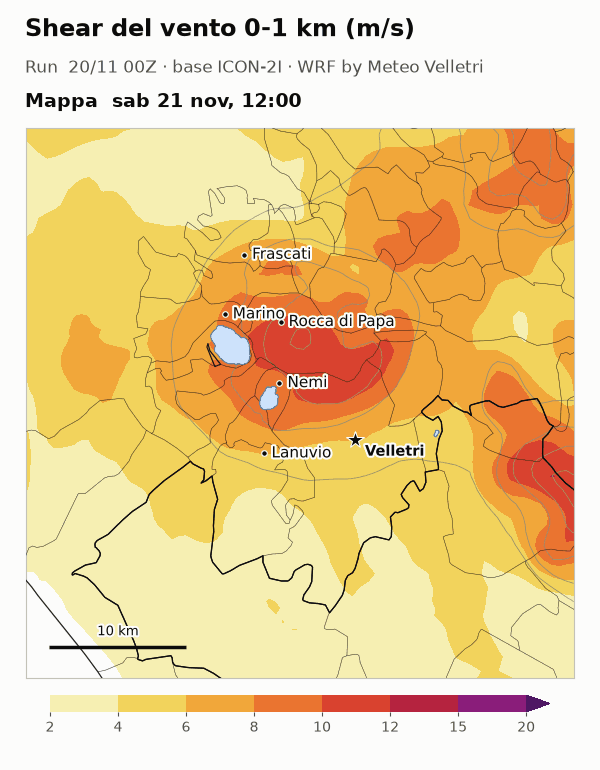 Shear del vento 0-1 km (m/s)
Run  20/11 00Z · base ICON-2I · WRF by Meteo Velletri
Mappa  sab 21 nov, 12:00
Frascati
Marino
Rocca di Papa
Nemi
Velletri
Lanuvio
10 km
2 4 6 8 10 12 15 20